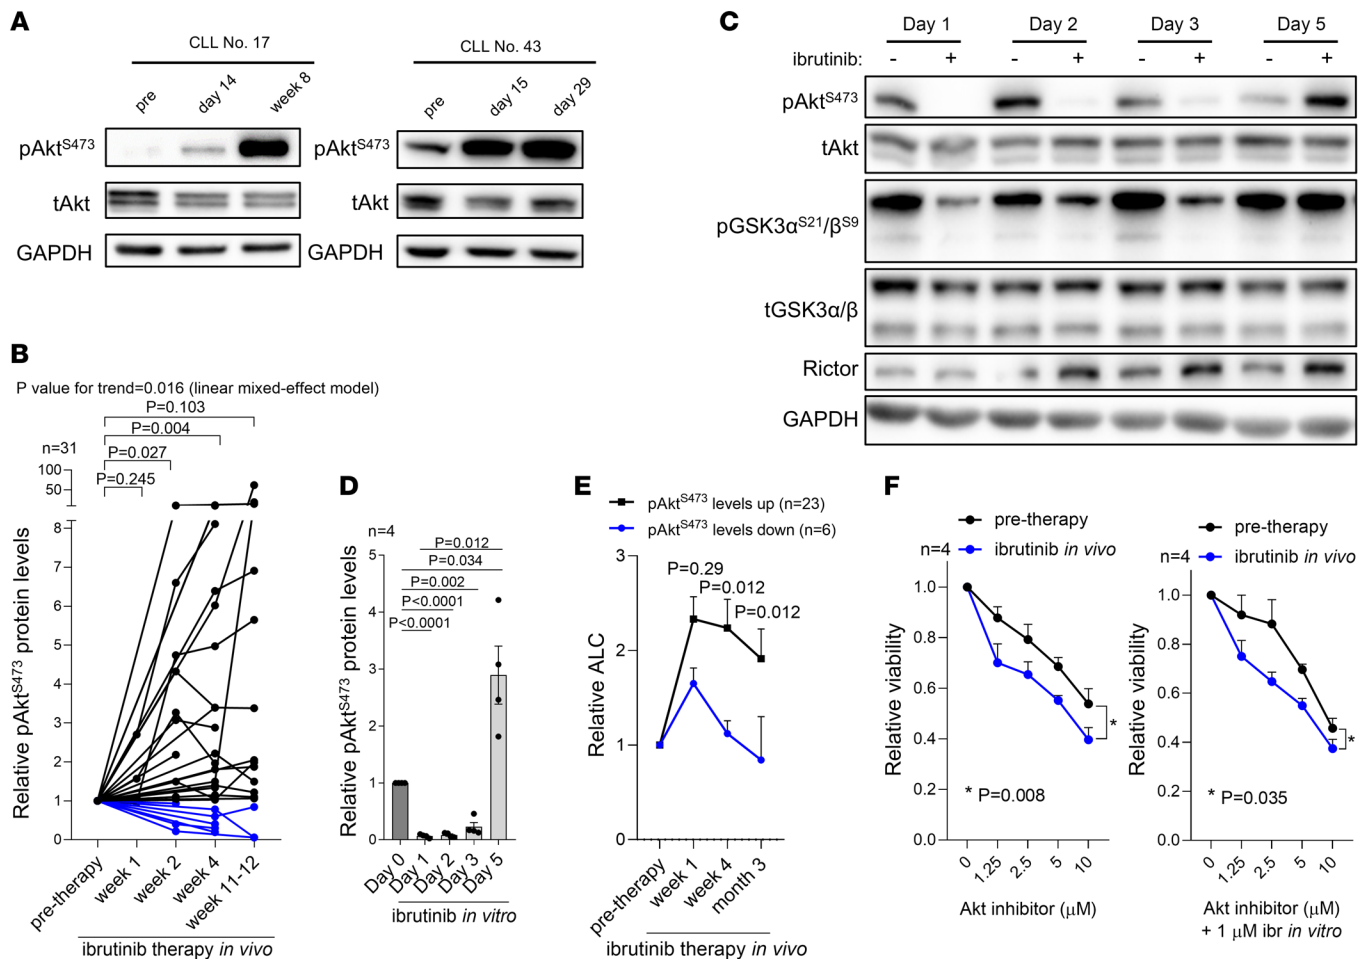 A
CLL No. 17
pre
day 14
week 8
pAktS473
tAkt
GAPDH
CLL No. 43
pre
day 15
day 29
pAktS473
tAkt
GAPDH
B
P value for trend=0.016 (linear mixed-effect model)
P=0.103
P=0.004
n=31
P=0.027
P=0.245
100
50
8
7
6
5
4
3
2
1
0
Relative pAktS473 protein levels
pre-therapy
week 1
week 2
week 4
week 11-12
ibrutinib therapy in vivo
C
Day 1
Day 2
Day 3
Day 5
ibrutinib:
- + - + - + - +
pAktS473
tAkt
pGSK3αS21/βS9
tGSK3α/β
Rictor
GAPDH
D
n=4
P=0.012
P=0.034
P=0.002
P<0.0001
P<0.0001
5
4
3
2
1
0
Relative pAktS473 protein levels
Day 0
Day 1
Day 2
Day 3
Day 5
ibrutinib in vitro
E
pAktS473 levels up (n=23)
pAktS473 levels down (n=6)
P=0.29
P=0.012
P=0.012
3
2
1
0
Relative ALC
pre-therapy
week 1
week 4
month 3
ibrutinib therapy in vivo
F
pre-therapy
n=4
ibrutinib in vivo
1.0
0.8
0.6
0.4
0.2
0.0
Relative viability
*
* P=0.008
0
1.25
2.5
5
10
Akt inhibitor (μM)
pre-therapy
n=4
ibrutinib in vivo
1.0
0.8
0.6
0.4
0.2
0.0
Relative viability
*
* P=0.035
0
1.25
2.5
5
10
Akt inhibitor (μM)
+ 1 μM ibr in vitro